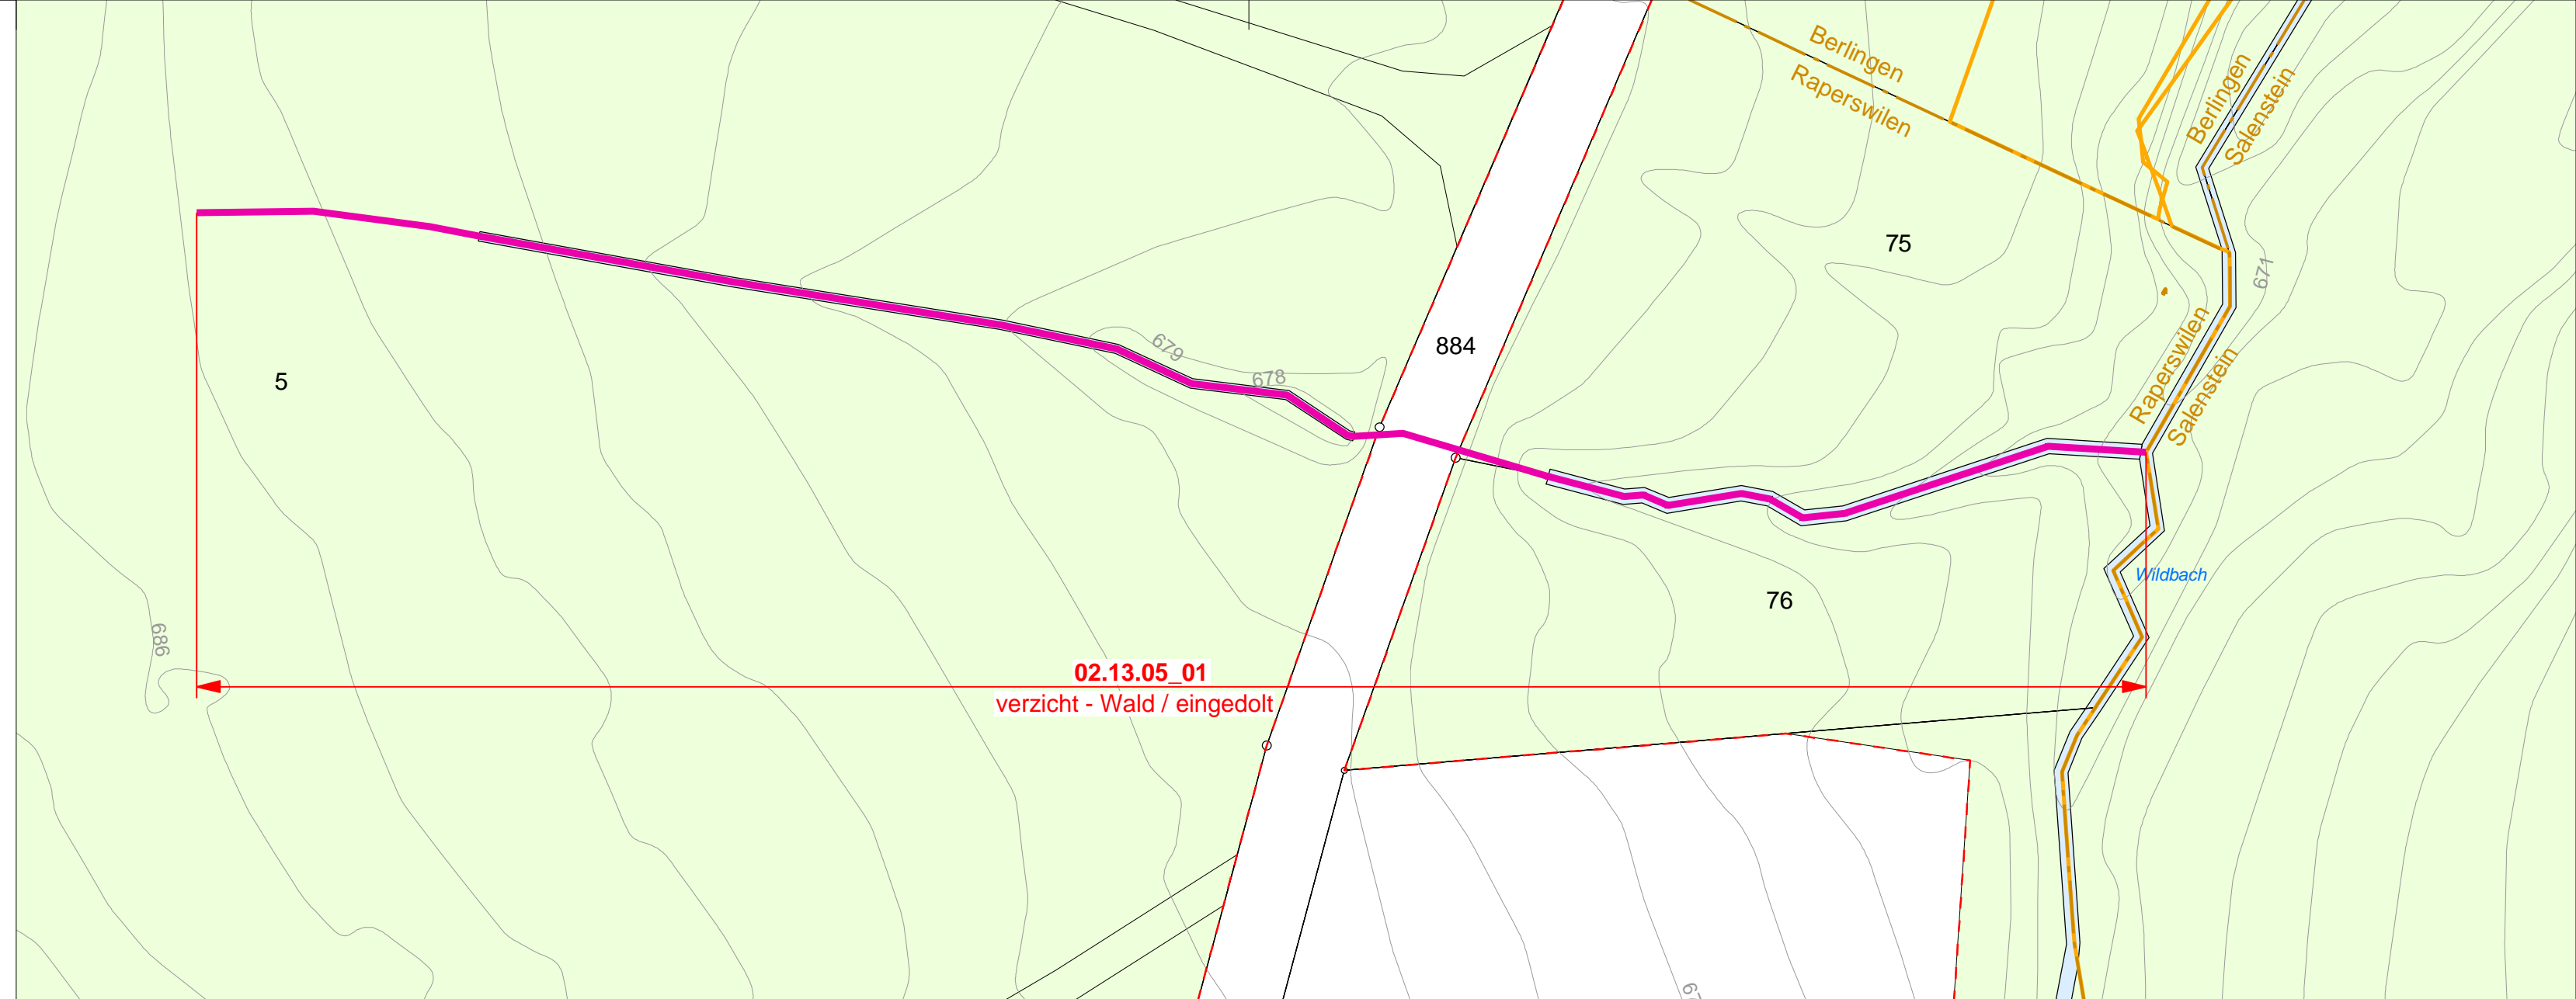 Berlingen
Raperswilen
Berlingen
Salenstein
75
671
884
679
678
5
Raperswilen
Salenstein
Wildbach
76
686
02.13.05_01
verzicht - Wald / eingedolt